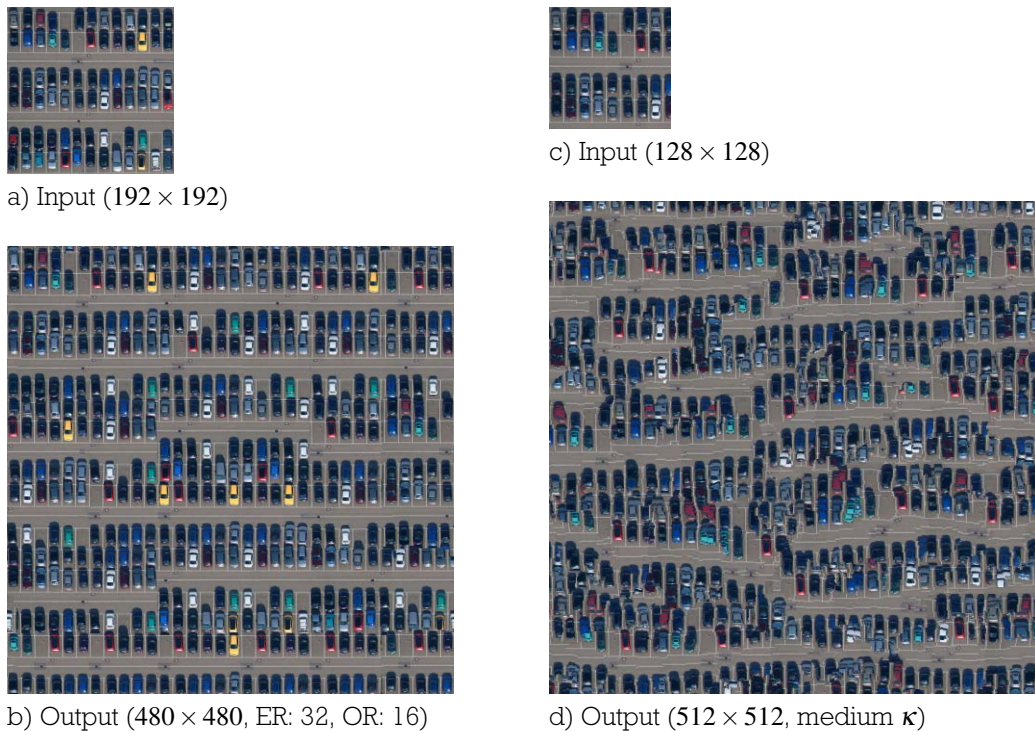 a) Input (192 × 192)
c) Input (128 × 128)
b) Output (480 × 480, ER: 32, OR: 16)
d) Output (512 × 512, medium κ)